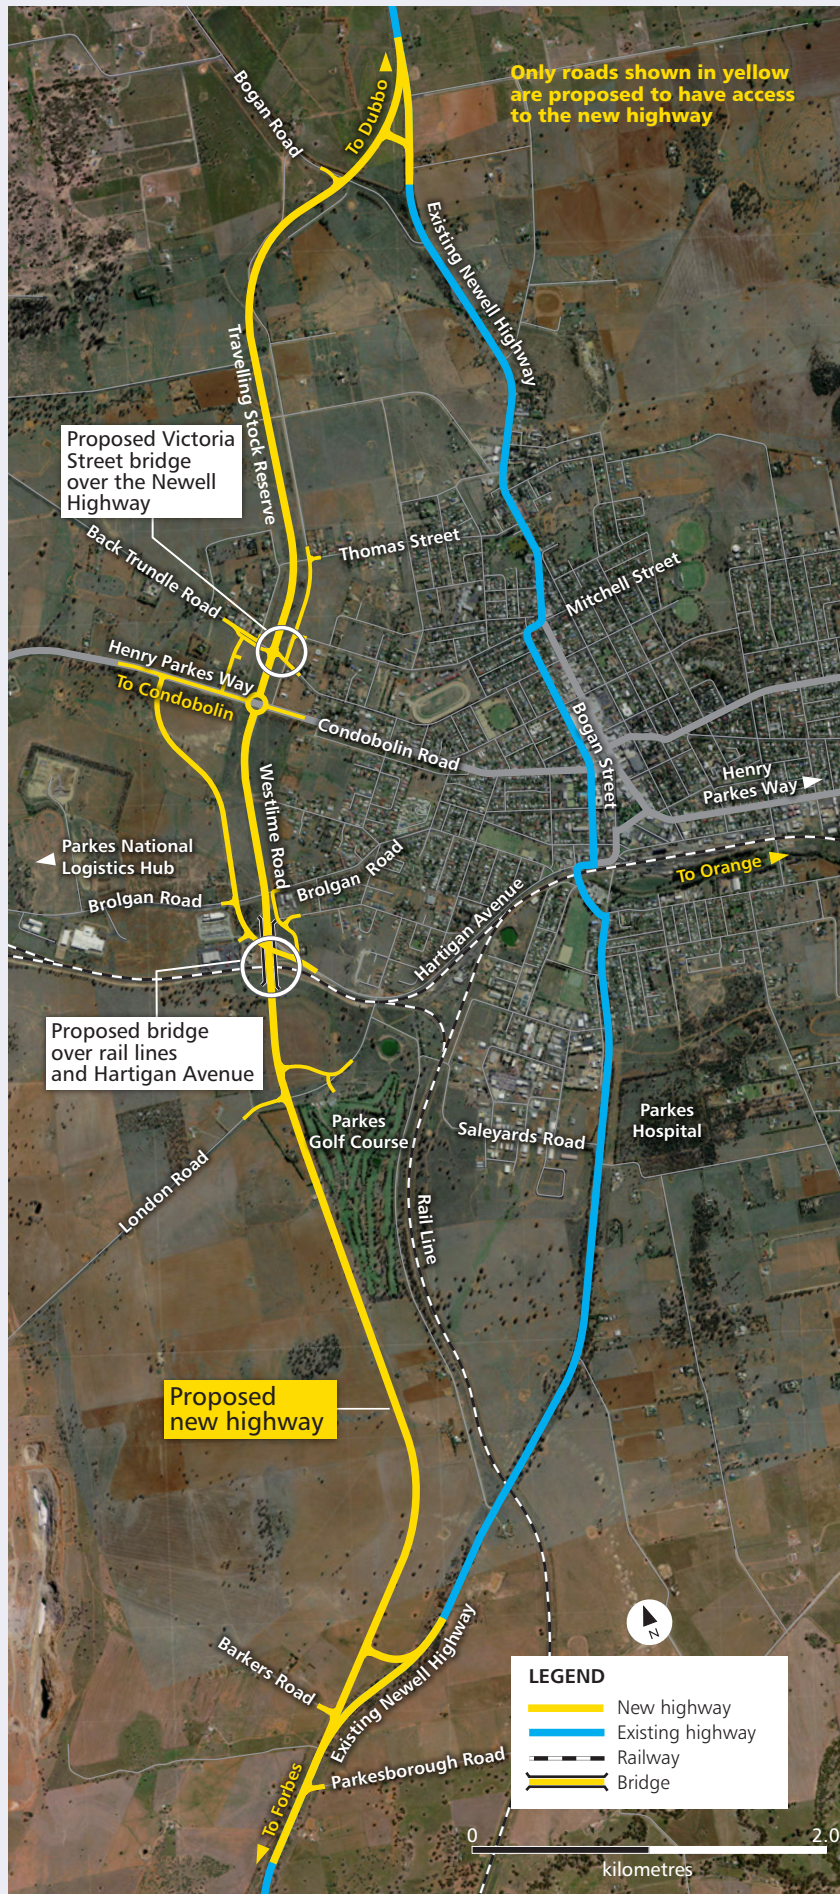 Only roads shown in yellow
are proposed to have access
to the new highway
To Dubbo
Bogan Road
Existing Newell Highway
Travelling Stock Reserve
Proposed Victoria
Street bridge
over the Newell
Highway
Thomas Street
Back Trundle Road
Mitchell Street
Henry Parkes Way
To Condobolin
Condobolin Road
Bogan Street
Henry
Parkes Way
Westlime Road
Parkes National
Logistics Hub
Brolgan Road
Brolgan Road
To Orange
Hartigan Avenue
Proposed bridge
over rail lines
and Hartigan Avenue
Parkes
Golf Course
Saleyards Road
Parkes
Hospital
London Road
Rail Line
Proposed
new highway
Barkers Road
Existing Newell Highway
Parkesborough Road
To Forbes
N
LEGEND
New highway
Existing highway
Railway
Bridge
0 2.0
kilometres